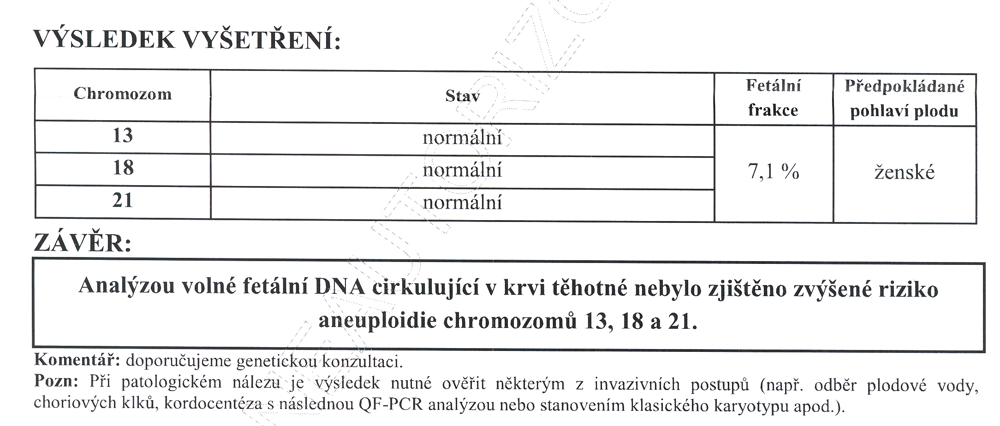 VÝSLEDEK VYŠETŘENÍ:
Chromozom Stav Fetální frakce Předpokládané pohlaví plodu
13 normální
18 normální 7,1 % ženské
21 normální
ZÁVĚR:
Analýzou volné fetální DNA cirkulující v krvi těhotné nebylo zjištěno zvýšené riziko
aneuploidie chromozomů 13, 18 a 21.
Komentář: doporučujeme genetickou konzultaci.
Pozn: Při patologickém nálezu je výsledek nutné ověřit některým z invazivních postupů (např. odběr plodové vody,
choriových klků, kordocentéza s následnou QF-PCR analýzou nebo stanovením klasického karyotypu apod.).
NEAUTORIZO